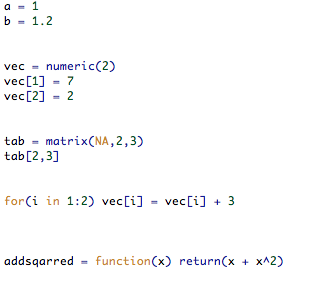 a = 1
b = 1.2
vec = numeric(2)
vec[1] = 7
vec[2] = 2
tab = matrix(NA,2,3)
tab[2,3]
for(i in 1:2) vec[i] = vec[i] + 3
addsqarred = function(x) return(x + x^2)